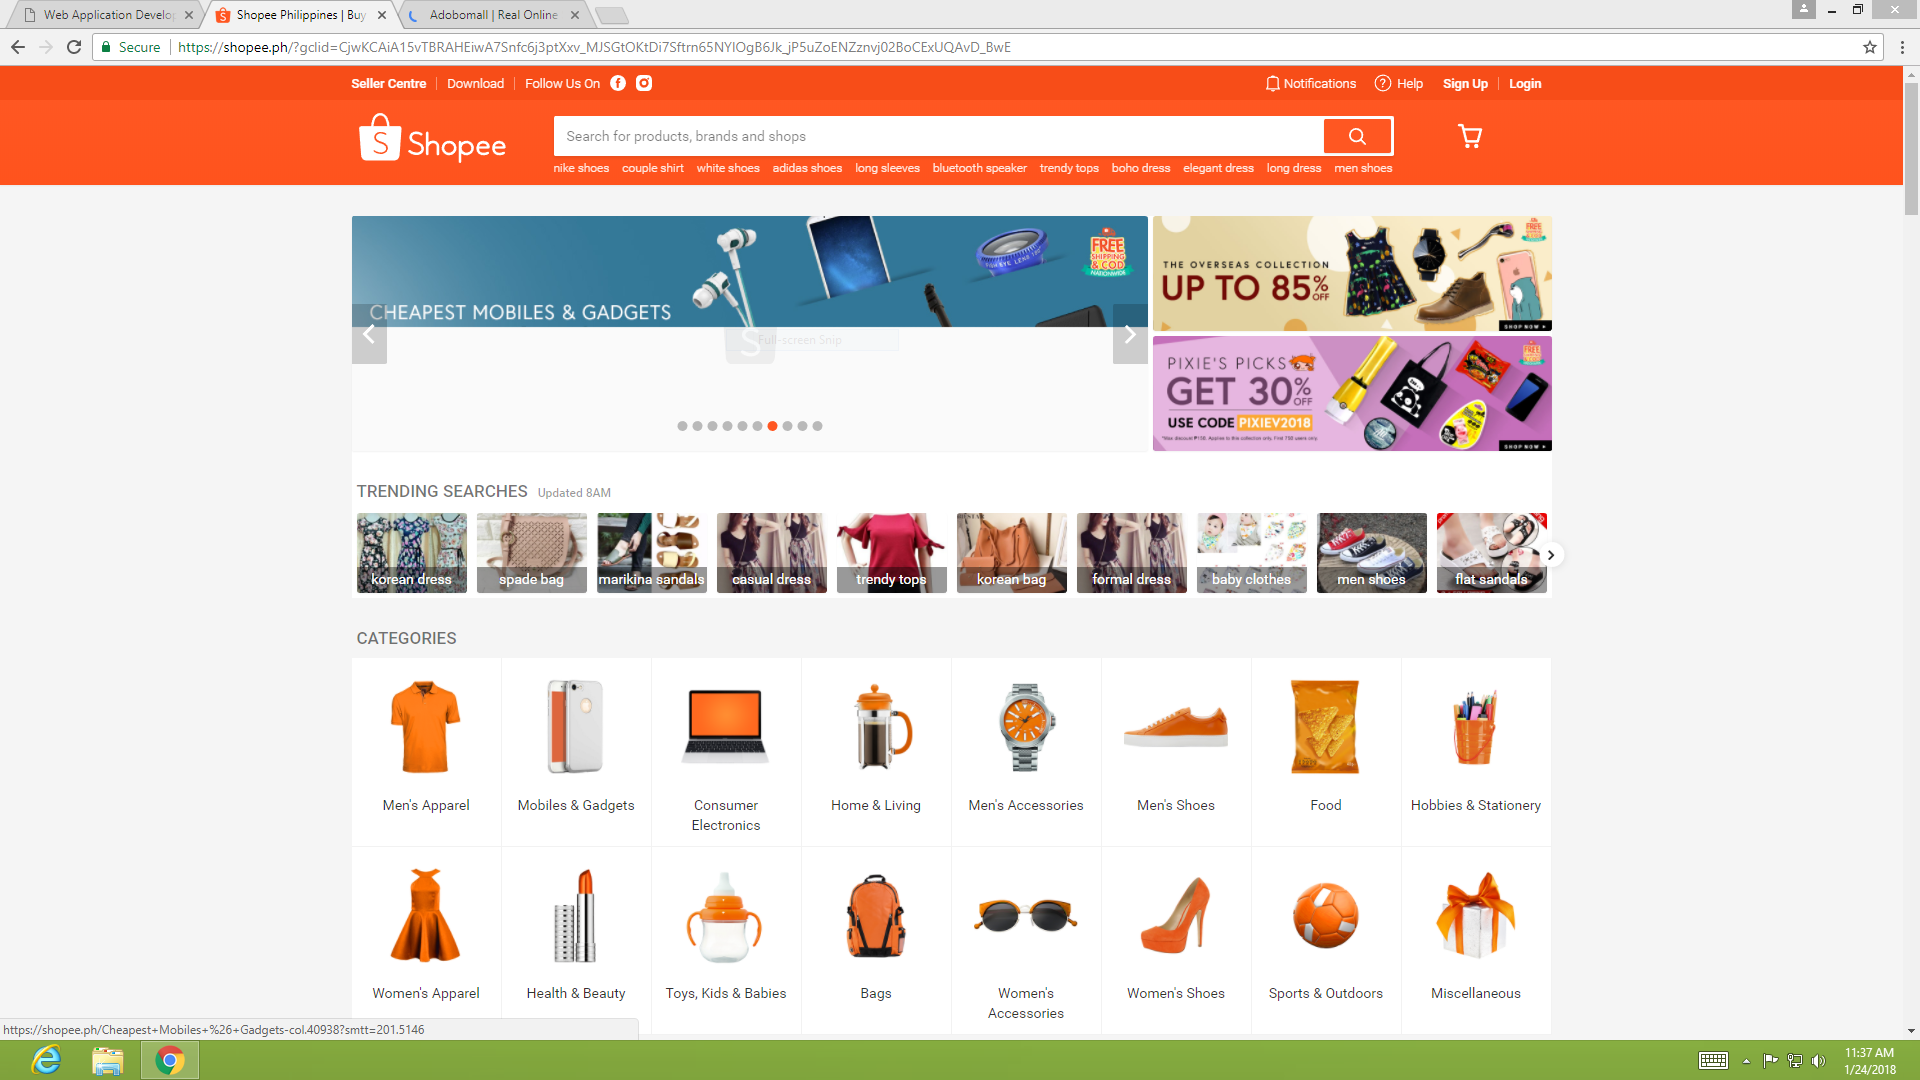 Web Application Develop
Shopee Philippines | Buy
Adobomall | Real Online
Secure
https://shopee.ph/?gclid=CjwKCAiA15vTBRAHEiwA7Snfc6j3ptXxv_MJSGtOKtDi7Sftrn65NYlOgB6Jk_jP5uZoENZznvj02BoCExUQAvD_BwE
Seller Centre Download Follow Us On
Notifications Help Sign Up Login
Shopee
Search for products, brands and shops
nike shoes couple shirt white shoes adidas shoes long sleeves bluetooth speaker trendy tops boho dress elegant dress long dress men shoes
CHEAPEST MOBILES & GADGETS
FREE
SHIPPING
& COD
NATIONWIDE
Full-screen Snip
THE OVERSEAS COLLECTION
UP TO 85% OFF
SHOP NOW
PIXIE'S PICKS
GET 30% OFF
USE CODE PIXIEV2018
SHOP NOW
TRENDING SEARCHES Updated 8AM
korean dress
spade bag
marikina sandals
casual dress
trendy tops
korean bag
formal dress
baby clothes
men shoes
flat sandals
CATEGORIES
Men's Apparel
Mobiles & Gadgets
Consumer
Electronics
Home & Living
Men's Accessories
Men's Shoes
Food
Hobbies & Stationery
Women's Apparel
Health & Beauty
Toys, Kids & Babies
Bags
Women's
Accessories
Women's Shoes
Sports & Outdoors
Miscellaneous
https://shopee.ph/Cheapest+Mobiles+%26+Gadgets-col.40938?smtt=201.5146
11:37 AM
1/24/2018